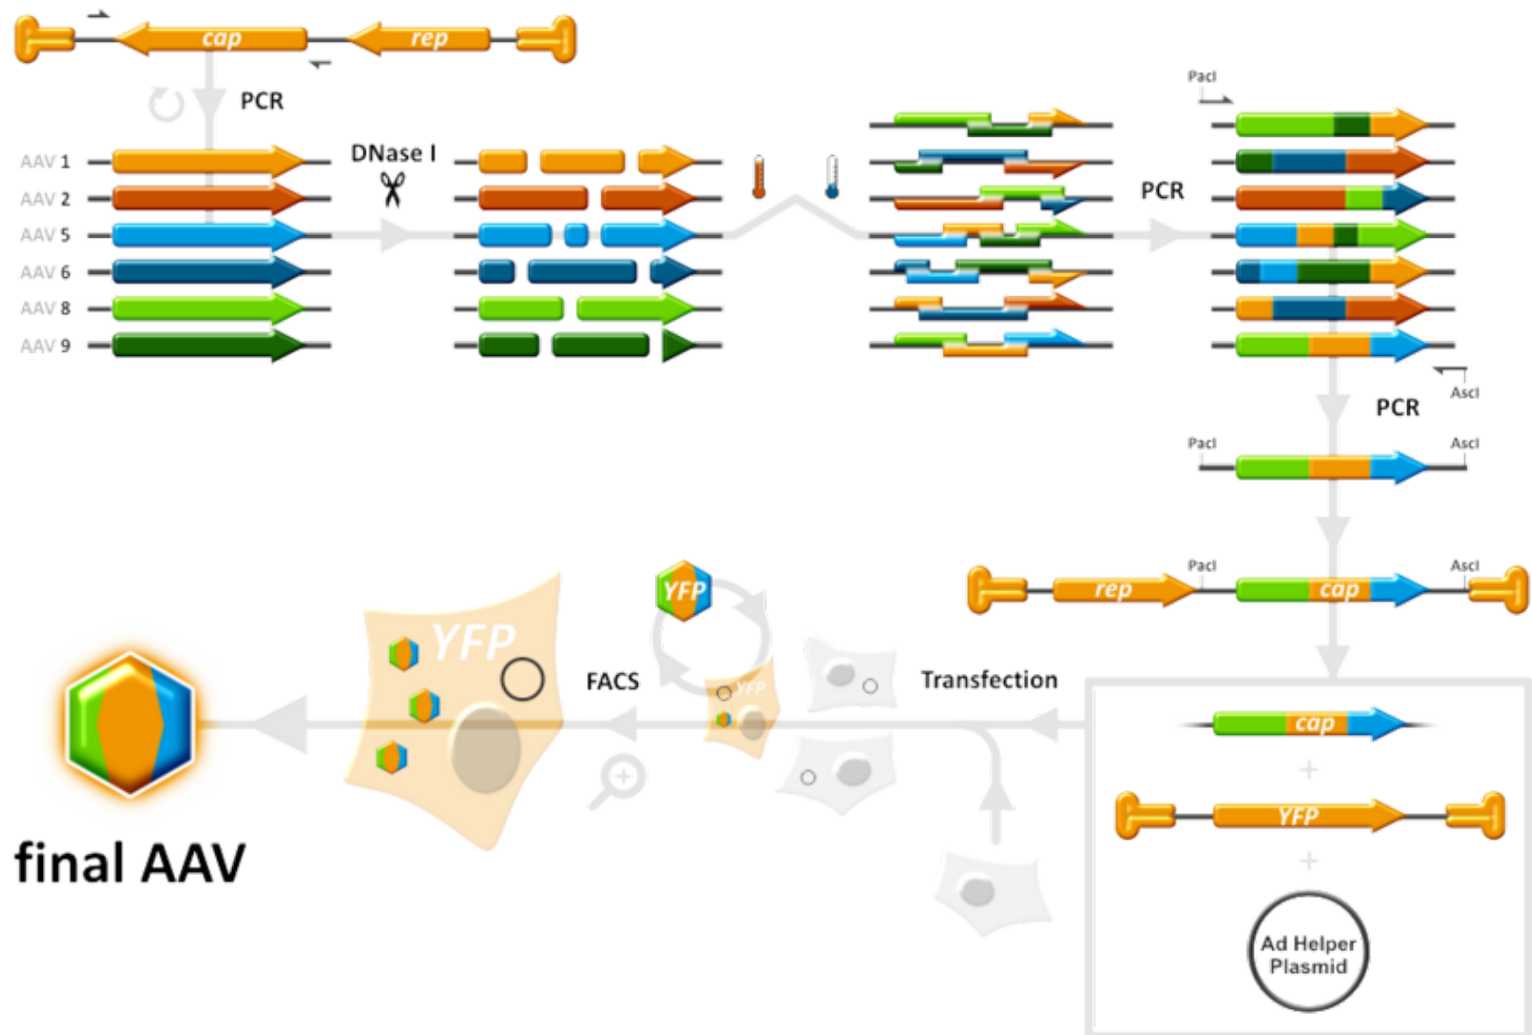 cap
rep
PCR
PacI
AAV 1
DNase I
AAV 2
PCR
AAV 5
AAV 6
AAV 8
AAV 9
AscI
PCR
PacI
AscI
PacI
AscI
rep
cap
YFP
YFP
YFP
FACS
Transfection
cap
+
YFP
+
final AAV
Ad Helper
Plasmid